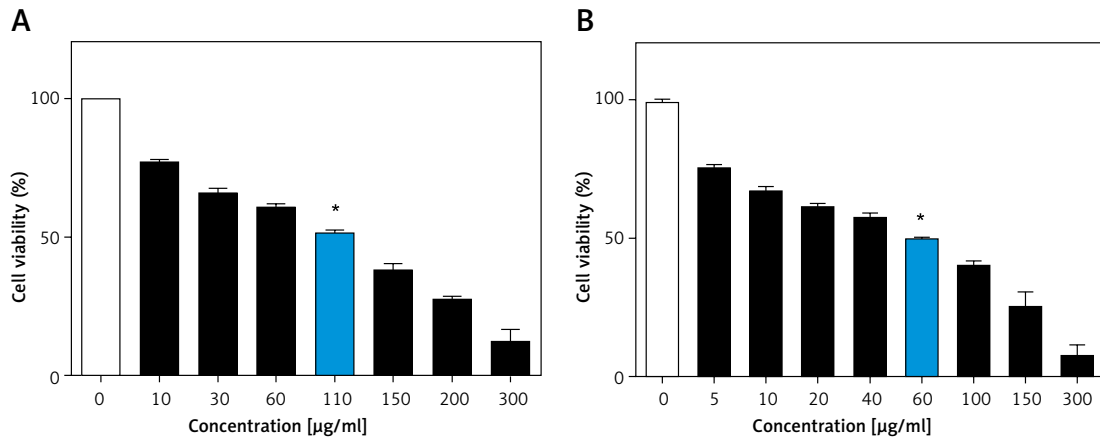 A
Cell viability (%)
100
50
0
*
0 10 30 60 110 150 200 300
Concentration [µg/ml]
B
Cell viability (%)
100
50
0
*
0 5 10 20 40 60 100 150 300
Concentration [µg/ml]